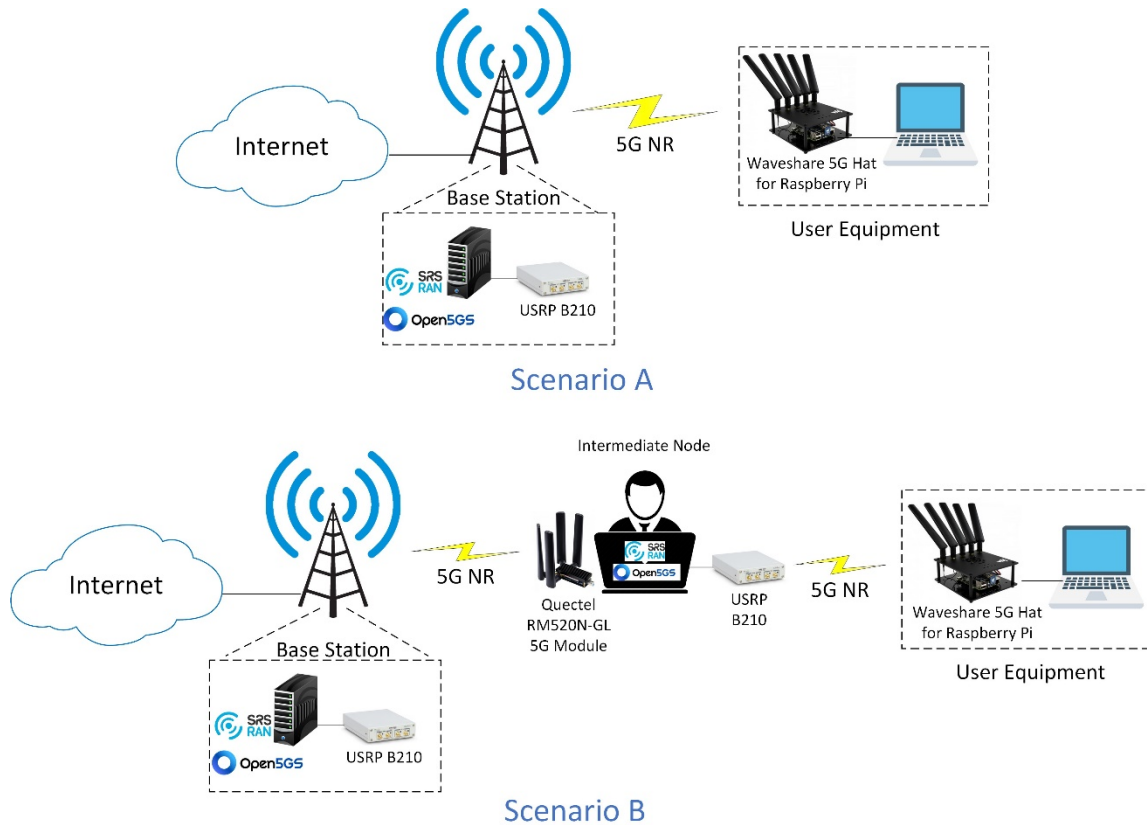 Internet
5G NR
Waveshare 5G Hat
for Raspberry Pi
Base Station
User Equipment
SRS
RAN
USRP B210
Open5GS
Scenario A
Intermediate Node
SRS
RAN
Open5GS
Internet
5G NR
Quectel
RM520N-GL
5G Module
USRP
B210
5G NR
Waveshare 5G Hat
for Raspberry Pi
Base Station
User Equipment
SRS
RAN
USRP B210
Open5GS
Scenario B